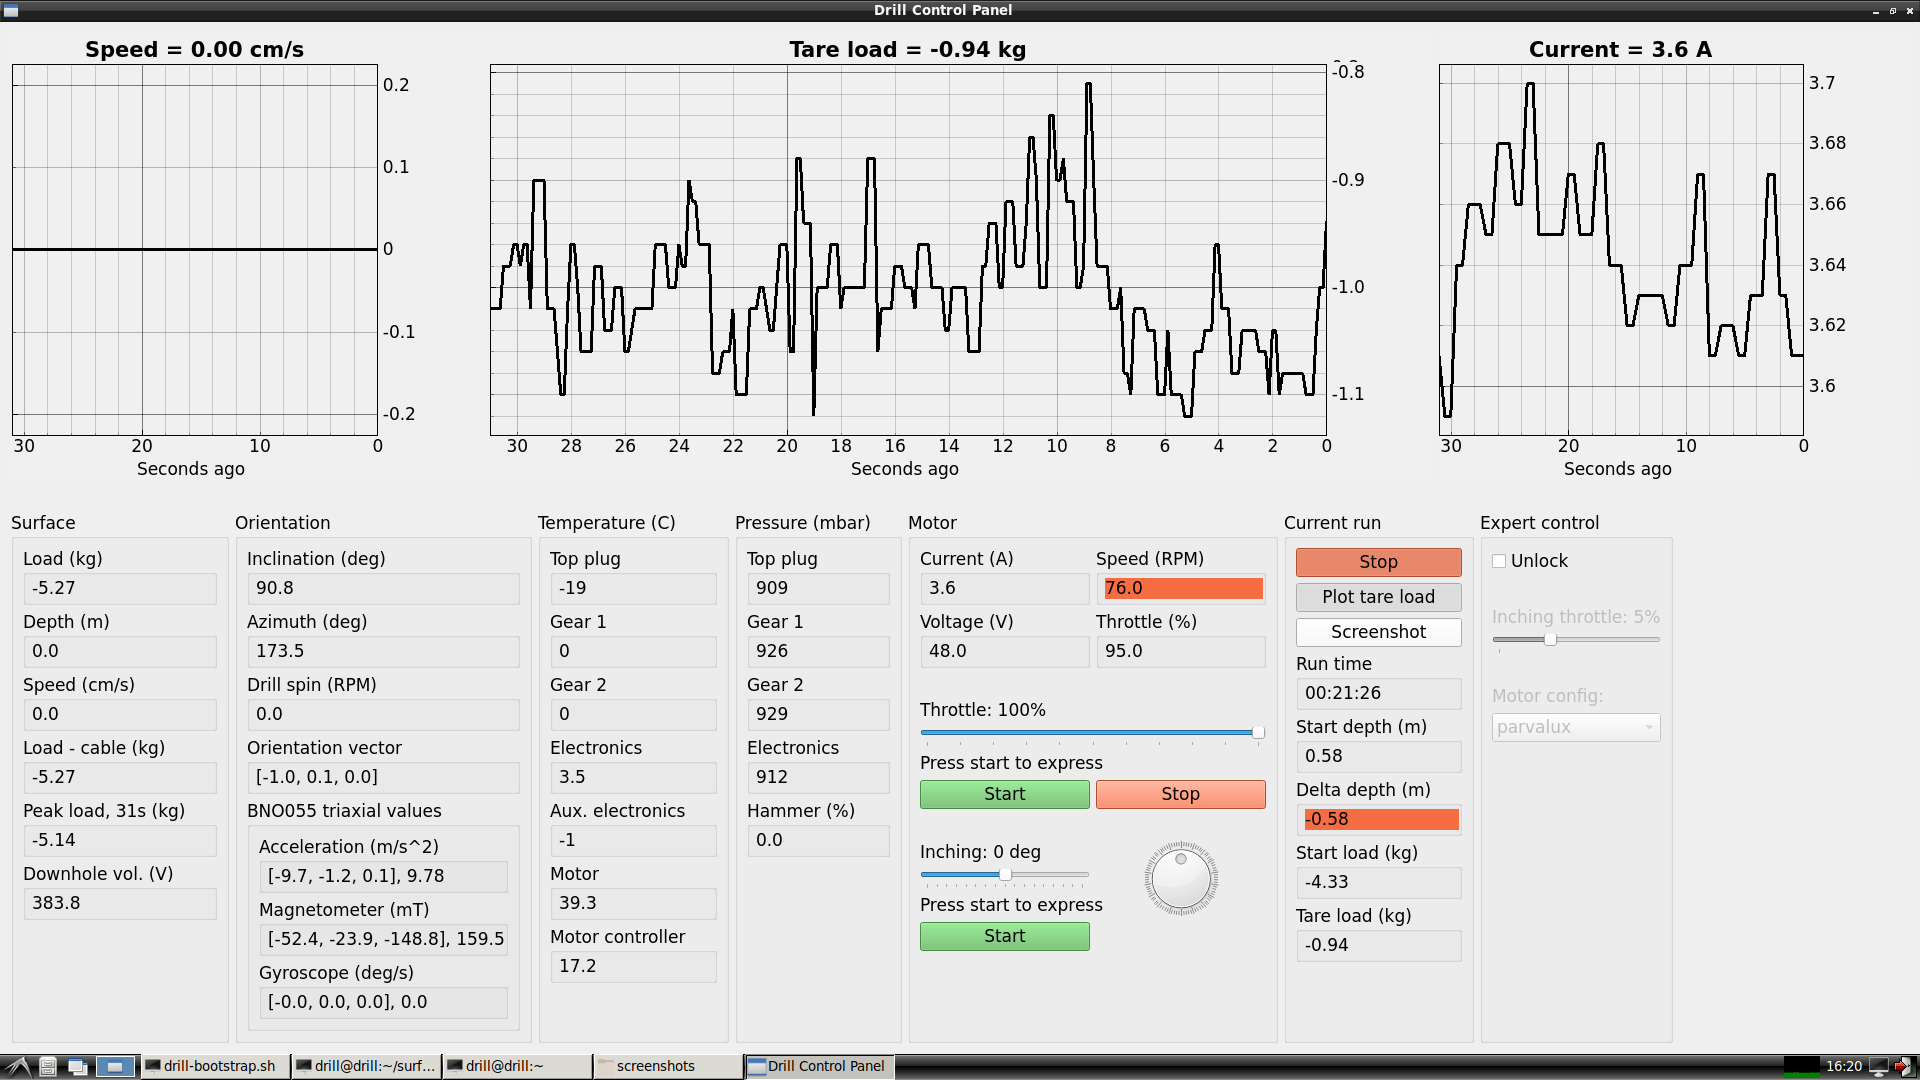 Drill Control Panel
Speed = 0.00 cm/s
0.2
0.1
0
-0.1
-0.2
30 20 10 0
Seconds ago
Tare load = -0.94 kg
-0.8
-0.9
-1.0
-1.1
30 28 26 24 22 20 18 16 14 12 10 8 6 4 2 0
Seconds ago
Current = 3.6 A
3.7
3.68
3.66
3.64
3.62
3.6
30 20 10 0
Seconds ago
Surface
Load (kg)
-5.27
Depth (m)
0.0
Speed (cm/s)
0.0
Load - cable (kg)
-5.27
Peak load, 31s (kg)
-5.14
Downhole vol. (V)
383.8
Orientation
Inclination (deg)
90.8
Azimuth (deg)
173.5
Drill spin (RPM)
0.0
Orientation vector
[-1.0, 0.1, 0.0]
BNO055 triaxial values
Acceleration (m/s^2)
[-9.7, -1.2, 0.1], 9.78
Magnetometer (mT)
[-52.4, -23.9, -148.8], 159.5
Gyroscope (deg/s)
[-0.0, 0.0, 0.0], 0.0
Temperature (C)
Top plug
-19
Gear 1
0
Gear 2
0
Electronics
3.5
Aux. electronics
-1
Motor
39.3
Motor controller
17.2
Pressure (mbar)
Top plug
909
Gear 1
926
Gear 2
929
Electronics
912
Hammer (%)
0.0
Motor
Current (A) Speed (RPM)
3.6 76.0
Voltage (V) Throttle (%)
48.0 95.0
Throttle: 100%
Press start to express
Start Stop
Inching: 0 deg
Press start to express
Start
Current run
Stop
Plot tare load
Screenshot
Run time
00:21:26
Start depth (m)
0.58
Delta depth (m)
-0.58
Start load (kg)
-4.33
Tare load (kg)
-0.94
Expert control
Unlock
Inching throttle: 5%
Motor config:
parvalux
drill-bootstrap.sh drill@drill:~/surf... drill@drill:~ screenshots Drill Control Panel 16:20